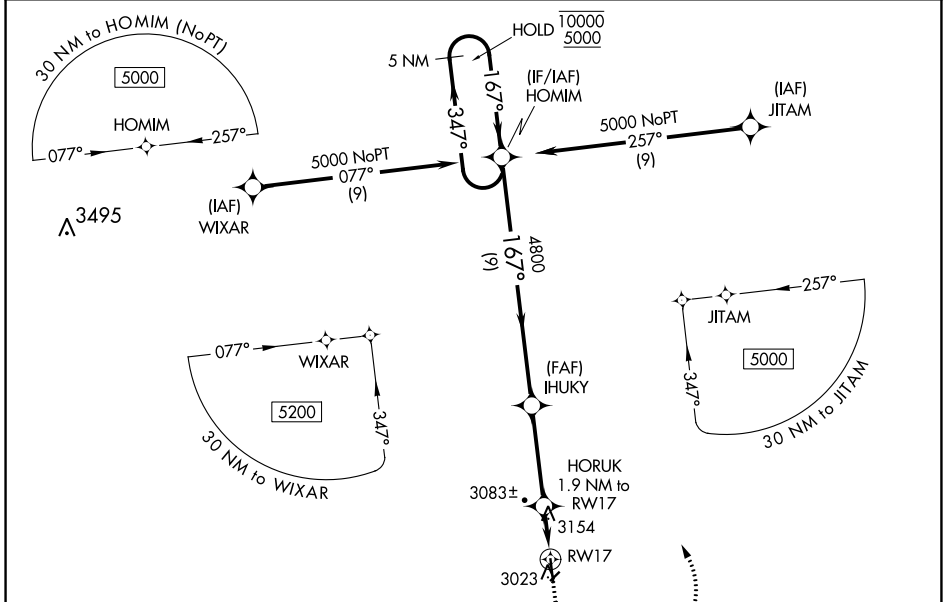 30 NM to HOMIM (NoPT)
5000
HOMIM
077°
257°
HOLD 10000
5000
5 NM
167°
347°
(IF/IAF)
HOMIM
(IAF)
JITAM
5000 NoPT
257°
(9)
5000 NoPT
077°
(9)
(IAF)
WIXAR
3495
4800
167°
(9)
257°
JITAM
5000
347°
30 NM to JITAM
077°
WIXAR
5200
347°
30 NM to WIXAR
(FAF)
IHUKY
HORUK
1.9 NM to
RW17
3083±
3154
RW17
3023